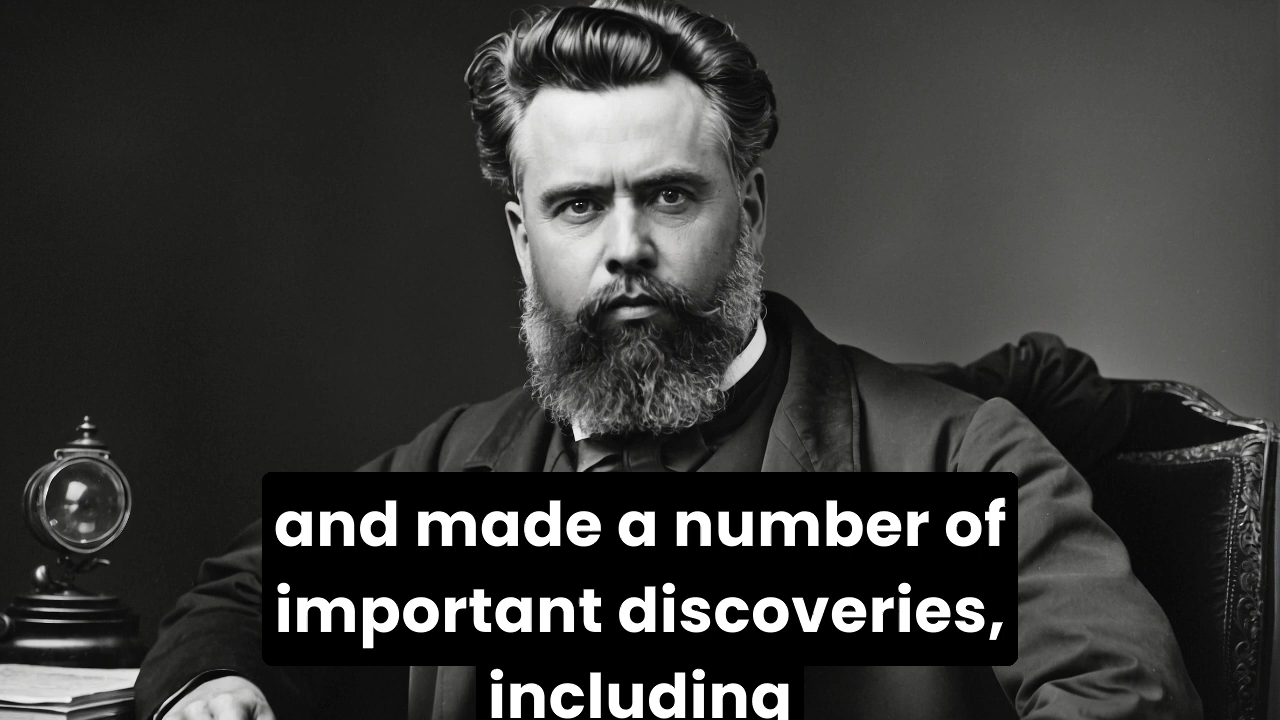 and made a number of
important discoveries,
including